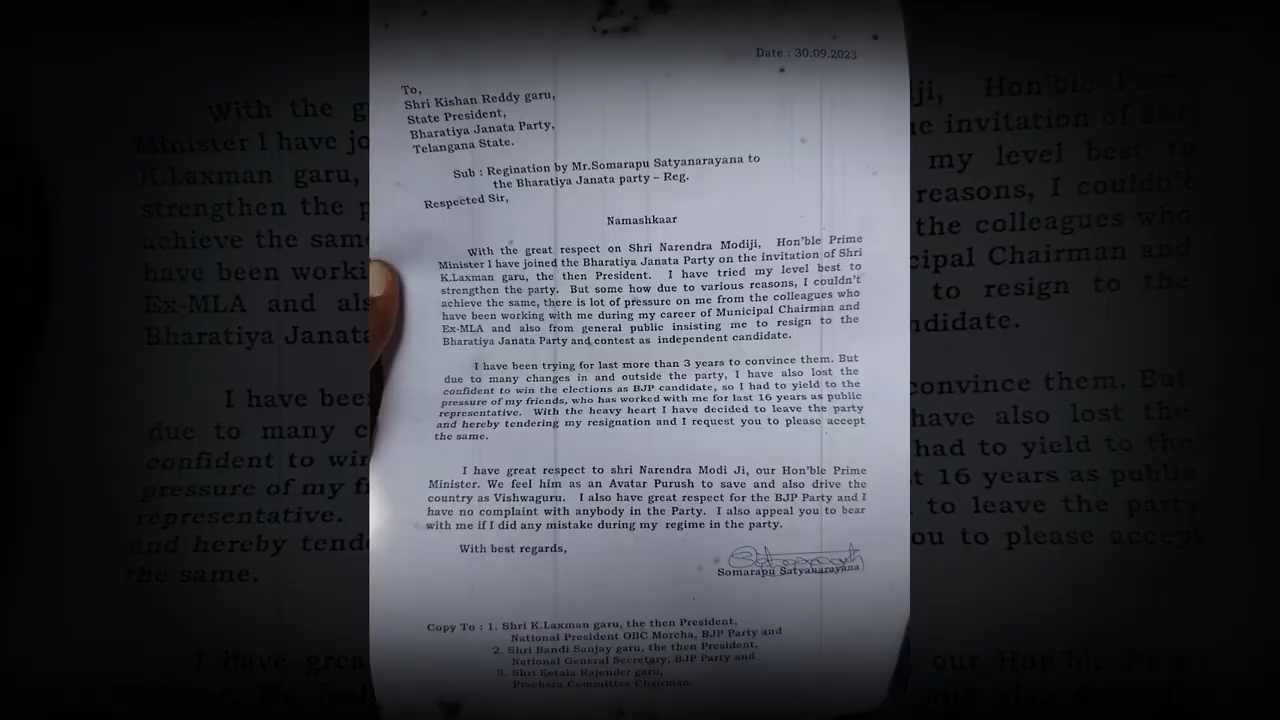 Date : 30.09.2023
To,
Shri Kishan Reddy garu,
State President,
Bharatiya Janata Party,
Telangana State.
Sub : Regination by Mr.Somarapu Satyanarayana to
the Bharatiya Janata party – Reg.
Respected Sir,
Namashkaar
With the great respect on Shri Narendra Modiji, Hon'ble Prime
Minister I have joined the Bharatiya Janata Party on the invitation of Shri
K.Laxman garu, the then President. I have tried my level best to
strengthen the party. But some how due to various reasons, I couldn't
achieve the same, there is lot of pressure on me from the colleagues who
have been working with me during my career of Municipal Chairman and
Ex-MLA and also from general public insisting me to resign to the
Bharatiya Janata Party and contest as independent candidate.
I have been trying for last more than 3 years to convince them. But
due to many changes in and outside the party, I have also lost the
confident to win the elections as BJP candidate, so I had to yield to the
pressure of my friends, who has worked with me for last 16 years as public
representative. With the heavy heart I have decided to leave the party
and hereby tendering my resignation and I request you to please accept
the same.
I have great respect to shri Narendra Modi Ji, our Hon'ble Prime
Minister. We feel him as an Avatar Purush to save and also drive the
country as Vishwaguru. I also have great respect for the BJP Party and I
have no complaint with anybody in the Party. I also appeal you to bear
with me if I did any mistake during my regime in the party.
With best regards,
Somarapu Satyanarayana
Copy To : 1. Shri K.Laxman garu, the then President,
National President OBC Morcha, BJP Party and
2. Shri Bandi Sanjay garu, the then President,
National General Secretary, BJP Party and
3. Shri Eetala Rajender garu,
Prachara Committee Chairman.